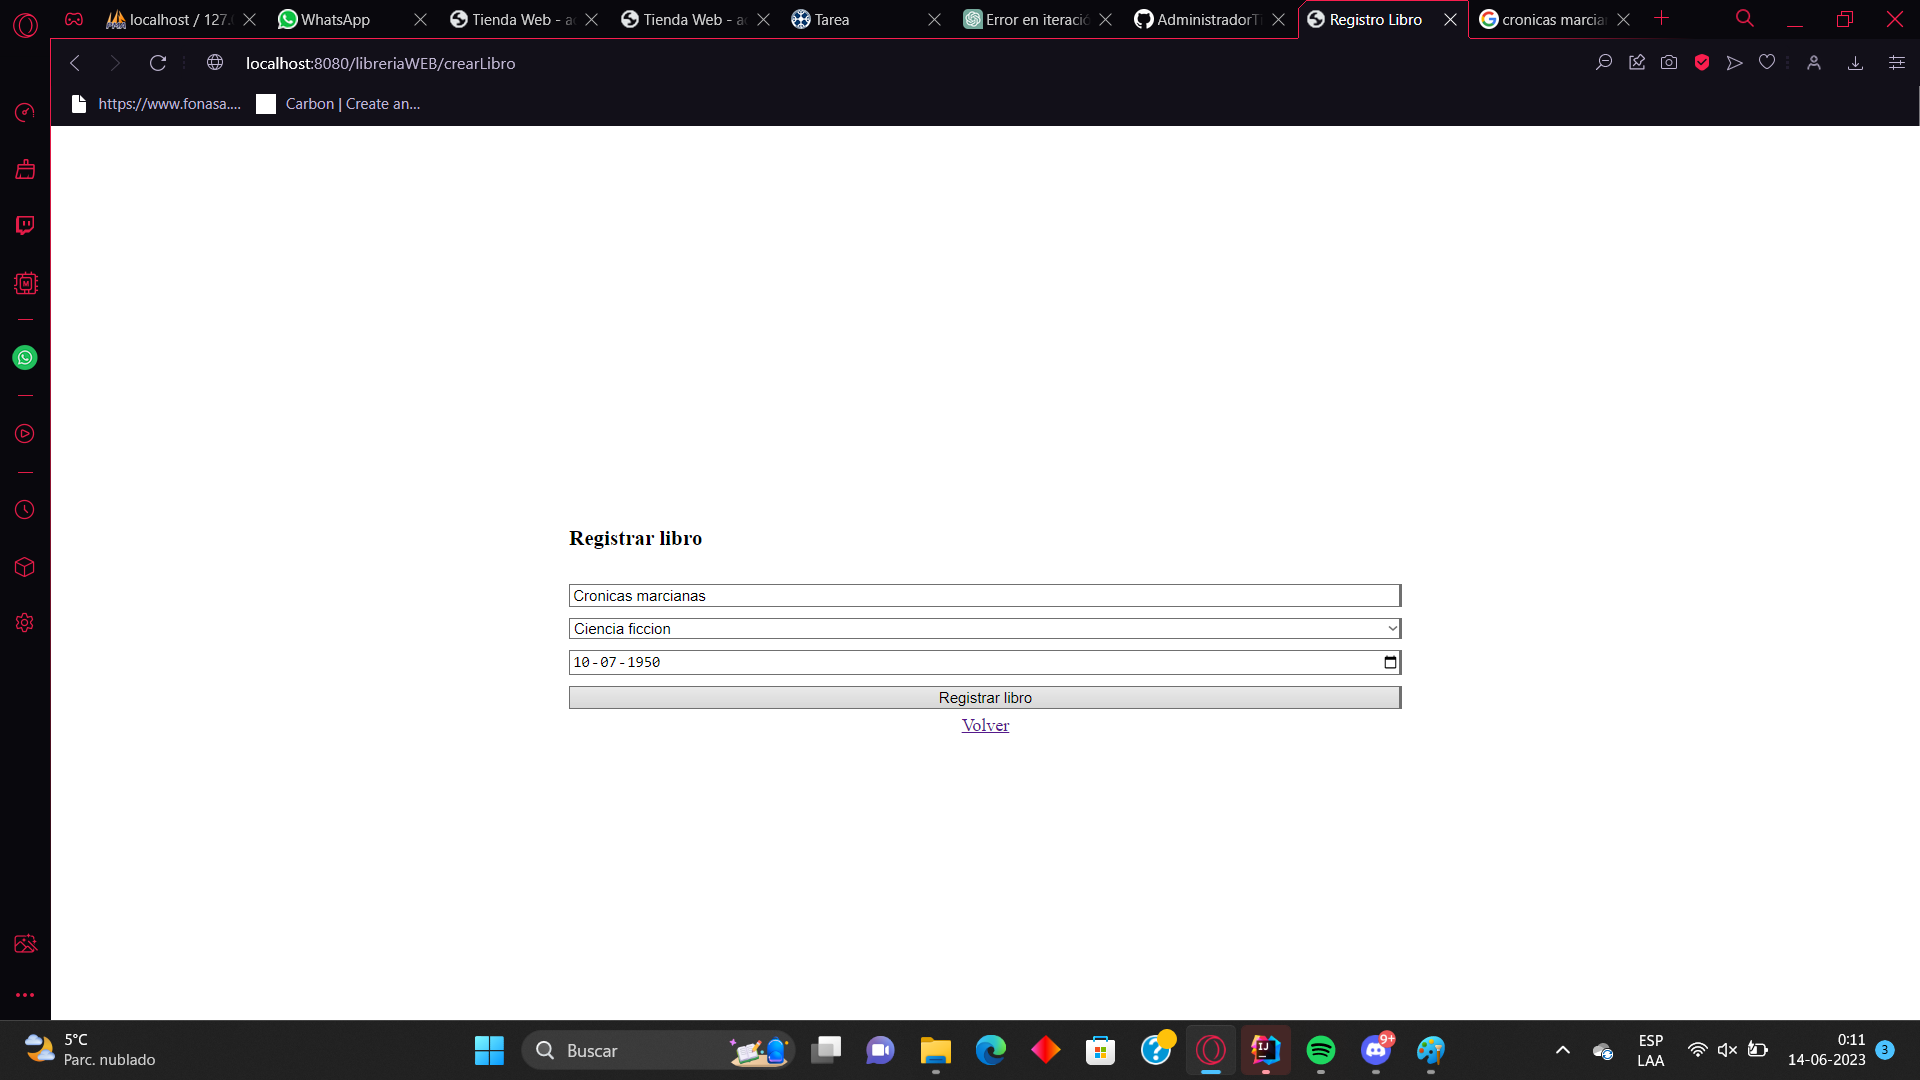 localhost / 127.
WhatsApp
Tienda Web - a
Tienda Web - a
Tarea
Error en iteració
AdministradorT
Registro Libro
cronicas marcia
localhost:8080/libreriaWEB/crearLibro
https://www.fonasa....
Carbon | Create an...
Registrar libro
Cronicas marcianas
Ciencia ficcion
10-07-1950
Registrar libro
Volver
5°C
Parc. nublado
Buscar
9+
ESP
LAA
0:11
14-06-2023
3